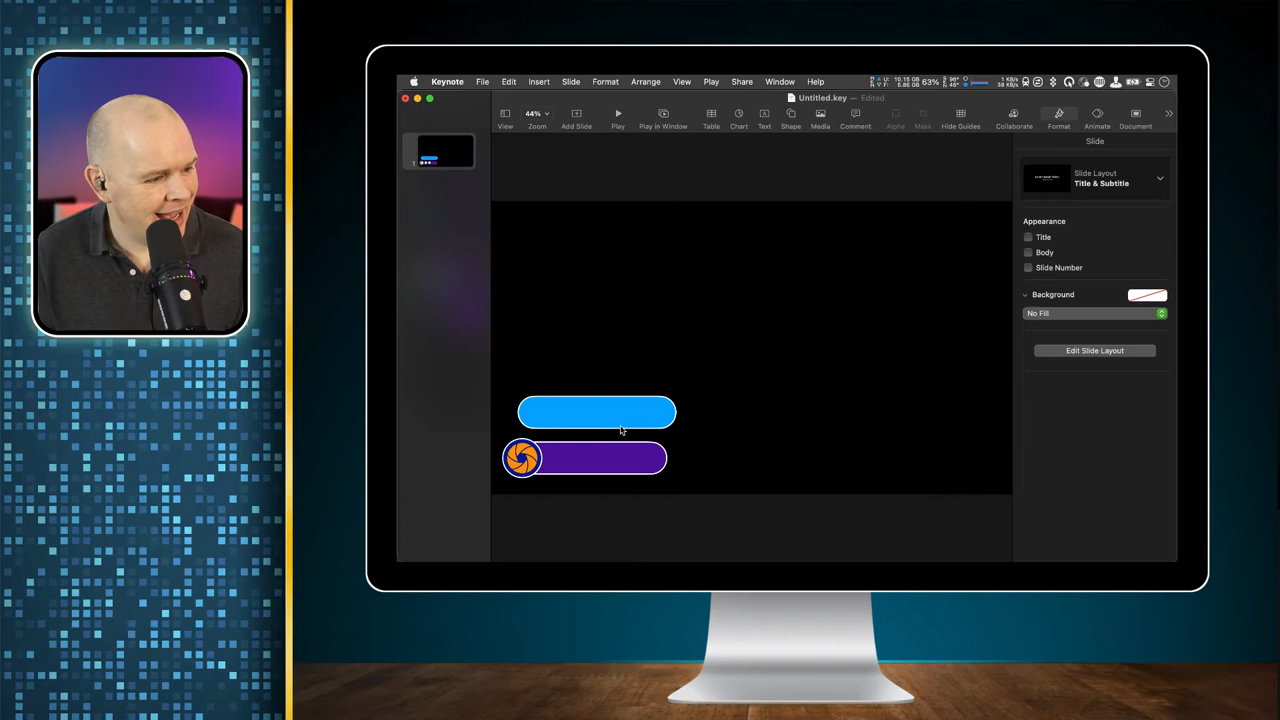 Keynote File Edit Insert Slide Format Arrange View Play Share Window Help 63%
Untitled.key — Edited
44%
View Zoom Add Slide Play Play in Window Table Chart Text Shape Media Comment Alpha Mask Hide Guides Collaborate Format Animate Document
Slide
1
Slide Layout
Title & Subtitle
Appearance
Title
Body
Slide Number
Background
No Fill
Edit Slide Layout